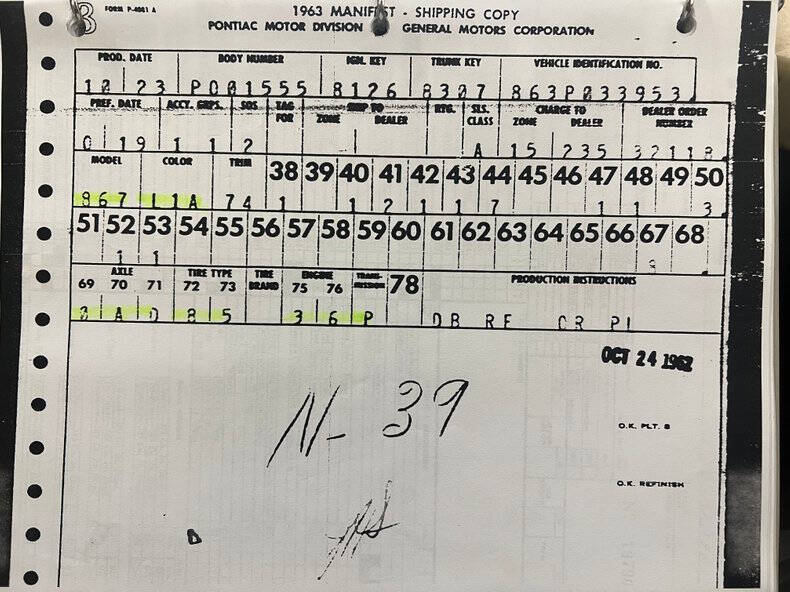 3 FORM P-4061 A 1963 MANIFEST - SHIPPING COPY
PONTIAC MOTOR DIVISION GENERAL MOTORS CORPORATION
PROD. DATE BODY NUMBER IGNL KEY TRUNK KEY VEHICLE IDENTIFICATION NO.
10 23 P001555 8126 8307 863P033953
PREF. DATE ACCY. GRPS. SOS TAG FOR SHIP TO ZONE DEALER RTG. SLS. CLASS CHARGE TO ZONE DEALER DEALER ORDER NUMBER
0 19 1 1 2 A 15 235 32118
MODEL COLOR TRIM 38 39 40 41 42 43 44 45 46 47 48 49 50
867 11A 74 1 1 2 1 1 7 1 1 3
51 52 53 54 55 56 57 58 59 60 61 62 63 64 65 66 67 68
1 1
AXLE TIRE TYPE TIRE BRAND ENGINE TRANS-MISSION 78 PRODUCTION INSTRUCTIONS
69 70 71 72 73 75 76
A 8 5 3 6 P DB RE CR PL
OCT 24 1962
N- 39
O.K. PLT. 8
O.K. REFINISH